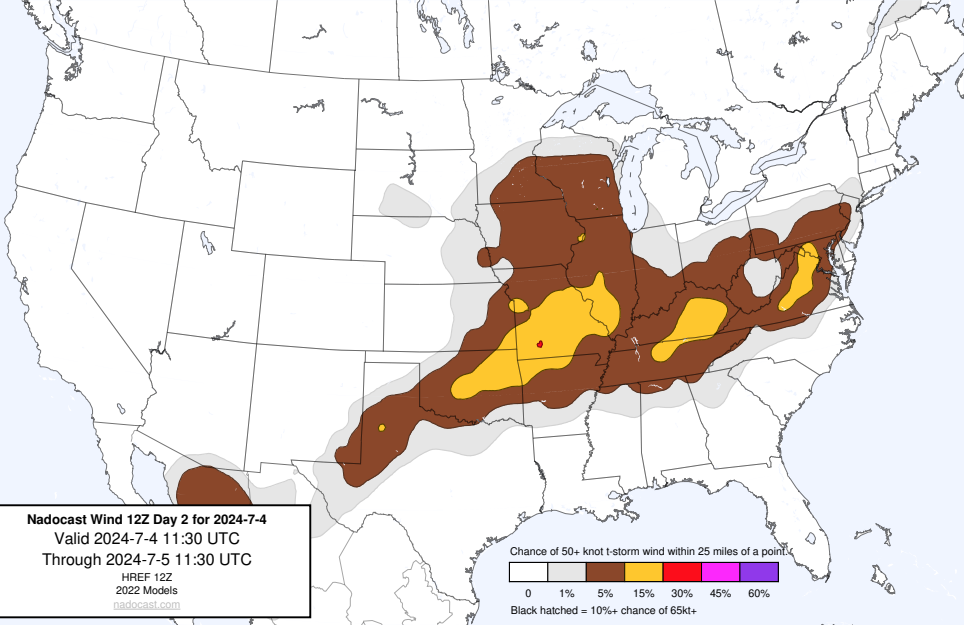 Nadocast Wind 12Z Day 2 for 2024-7-4
Valid 2024-7-4 11:30 UTC
Through 2024-7-5 11:30 UTC
HREF 12Z
2022 Models
nadocast.com
Chance of 50+ knot t-storm wind within 25 miles of a point.
0 1% 5% 15% 30% 45% 60%
Black hatched = 10%+ chance of 65kt+